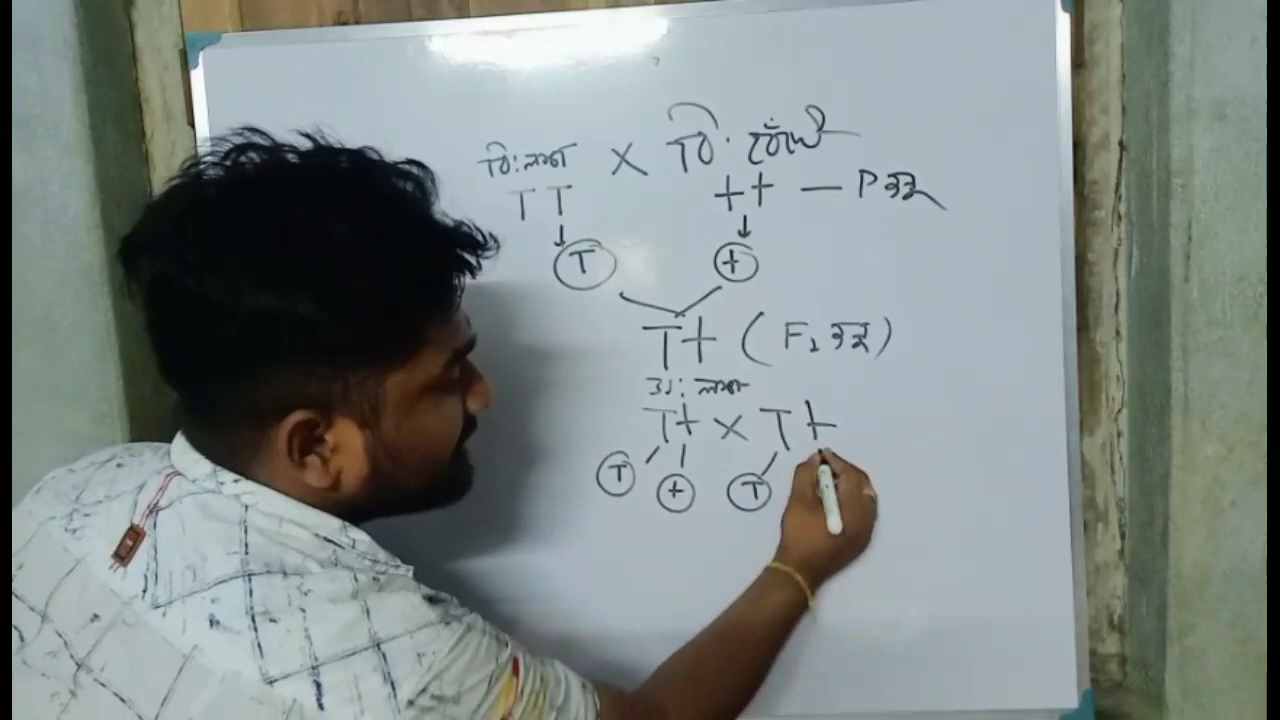 বি: লম্বা × বি: বেঁটে
TT tt — P জনু
T t
Tt (F₁ জনু)
সং: লম্বা
Tt × Tt
T t T